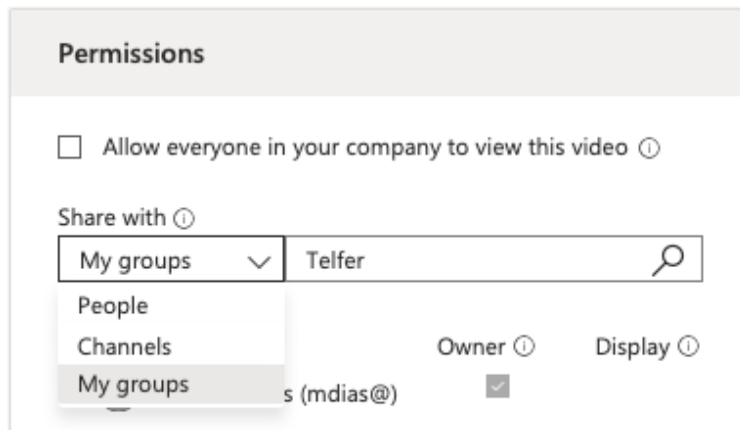 Permissions
Allow everyone in your company to view this video
Share with
My groups Telfer
People
Channels
Owner Display
My groups
s (mdias@)